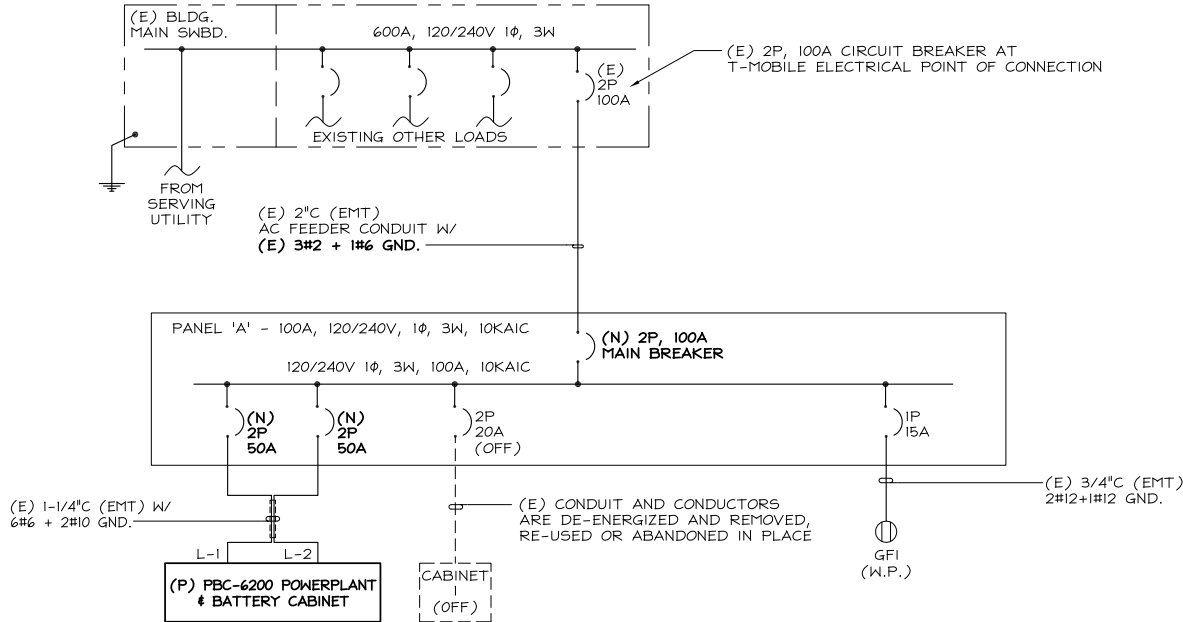 (E) BLDG.
MAIN SWBD.
600A, 120/240V 1Φ, 3W
(E)
2P
100A
(E) 2P, 100A CIRCUIT BREAKER AT
T-MOBILE ELECTRICAL POINT OF CONNECTION
EXISTING OTHER LOADS
FROM
SERVING
UTILITY
(E) 2"C (EMT)
AC FEEDER CONDUIT W/
(E) 3#2 + 1#6 GND.
PANEL 'A' - 100A, 120/240V, 1Φ, 3W, 10KAIC
(N) 2P, 100A
MAIN BREAKER
120/240V 1Φ, 3W, 100A, 10KAIC
(N)
2P
50A
(N)
2P
50A
2P
20A
(OFF)
1P
15A
(E) 1-1/4"C (EMT) W/
6#6 + 2#10 GND.
(E) CONDUIT AND CONDUCTORS
ARE DE-ENERGIZED AND REMOVED,
RE-USED OR ABANDONED IN PLACE
(E) 3/4"C (EMT)
2#12+1#12 GND.
L-1
L-2
(P) PBC-6200 POWERPLANT
& BATTERY CABINET
CABINET
(OFF)
GFI
(W.P.)